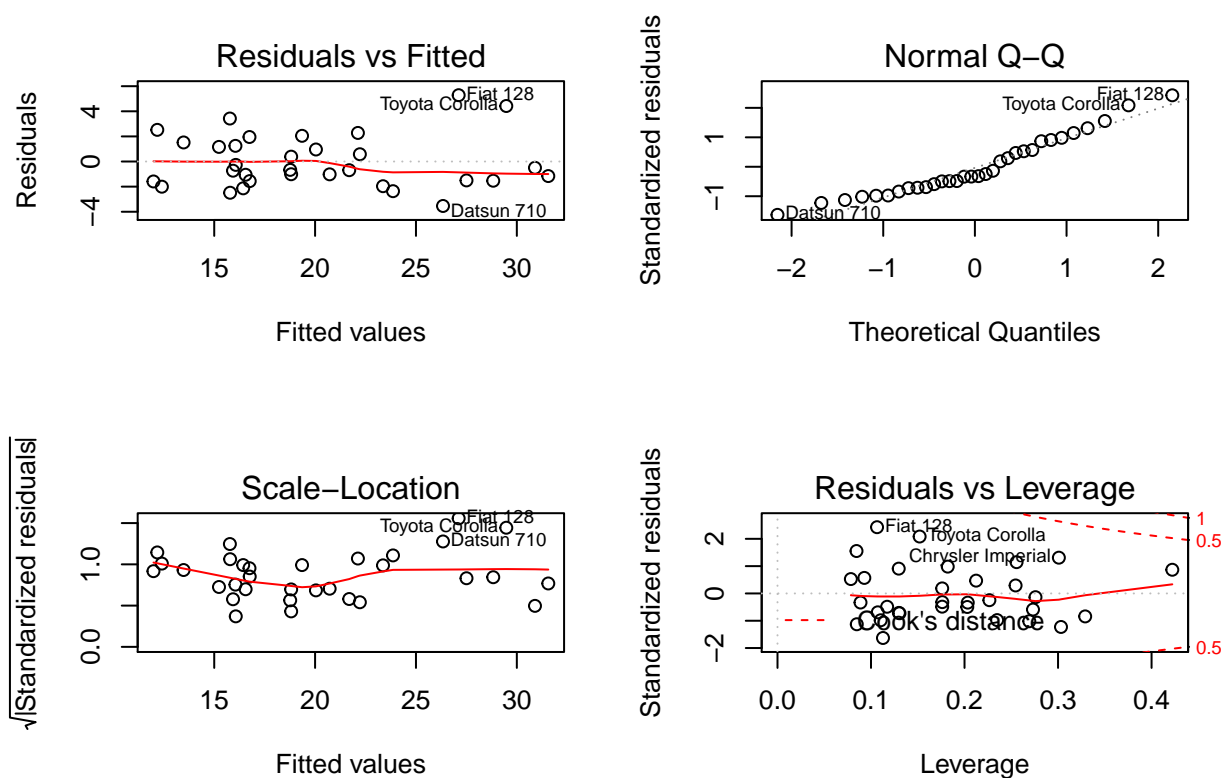 Residuals vs Fitted
Residuals
4
0
−4
Fiat 128
Toyota Corolla
Datsun 710
15 20 25 30
Fitted values
Normal Q−Q
Standardized residuals
1
−1
Fiat 128
Toyota Corolla
Datsun 710
−2 −1 0 1 2
Theoretical Quantiles
Scale−Location
√|Standardized residuals|
1.0
0.0
Fiat 128
Toyota Corolla
Datsun 710
15 20 25 30
Fitted values
Residuals vs Leverage
Standardized residuals
2
0
−2
Fiat 128
Toyota Corolla
Chrysler Imperial
Cook's distance
1
0.5
0.5
0.0 0.1 0.2 0.3 0.4
Leverage